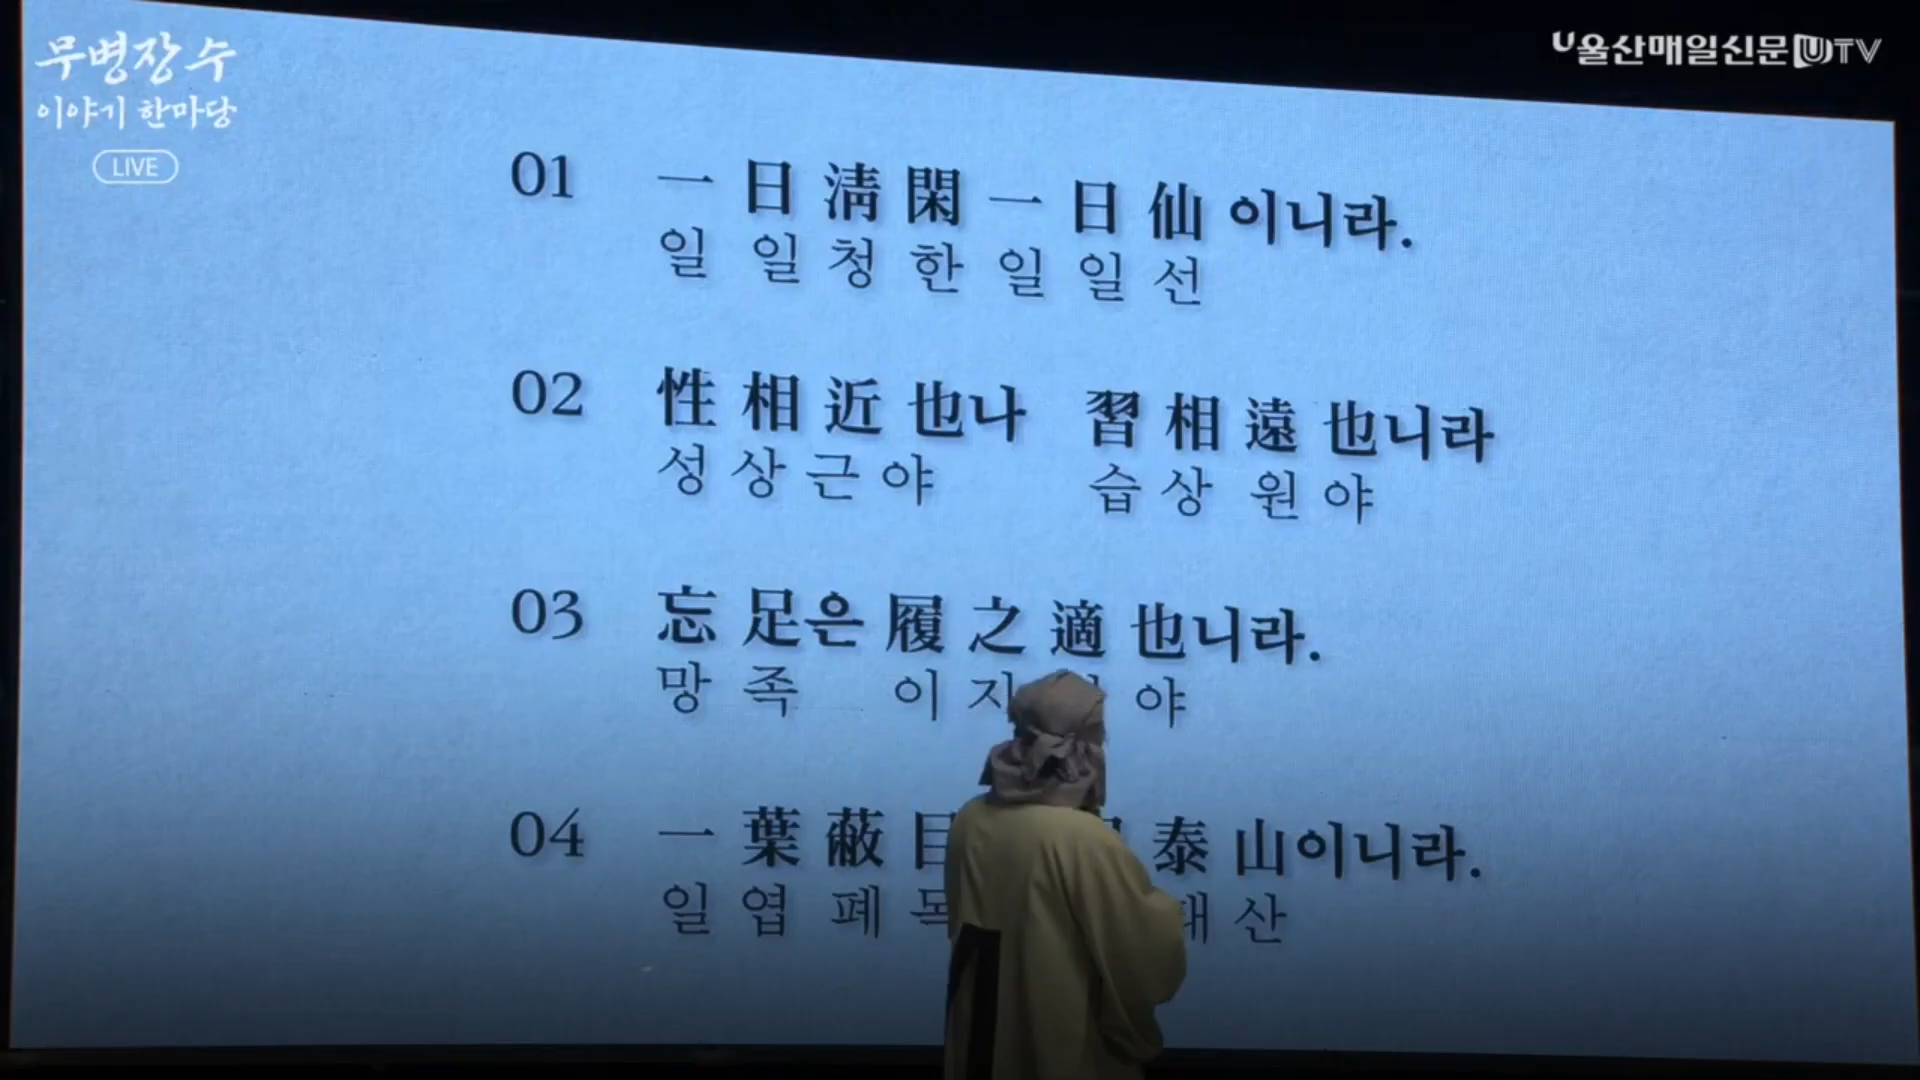 무병장수
이야기 한마당
LIVE
U울산매일신문 UTV
01 一日淸閑一日仙이니라.
일일청한일일선
02 性相近也나 習相遠也니라
성상근야 습상원야
03 忘足은履之適也니라.
망족 이지 야
04 一葉蔽目 泰山이니라.
일엽폐목 산